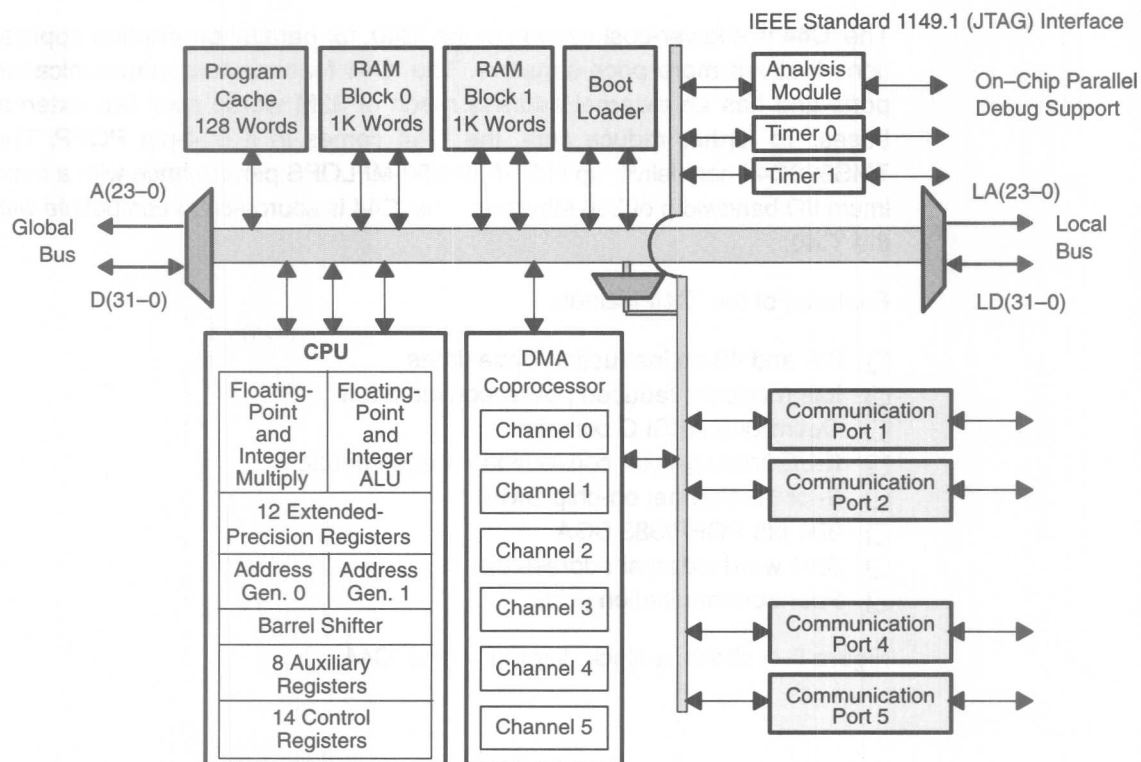 IEEE Standard 1149.1 (JTAG) Interface
Program
Cache
128 Words
RAM
Block 0
1K Words
RAM
Block 1
1K Words
Boot
Loader
Analysis
Module
On–Chip Parallel
Debug Support
Timer 0
Timer 1
A(23–0)
Global
Bus
D(31–0)
LA(23–0)
Local
Bus
LD(31–0)
CPU
Floating-
Point
and
Integer
Multiply
Floating-
Point
and
Integer
ALU
12 Extended-
Precision Registers
Address
Gen. 0
Address
Gen. 1
Barrel Shifter
8 Auxiliary
Registers
14 Control
Registers
DMA
Coprocessor
Channel 0
Channel 1
Channel 2
Channel 3
Channel 4
Channel 5
Communication
Port 1
Communication
Port 2
Communication
Port 4
Communication
Port 5